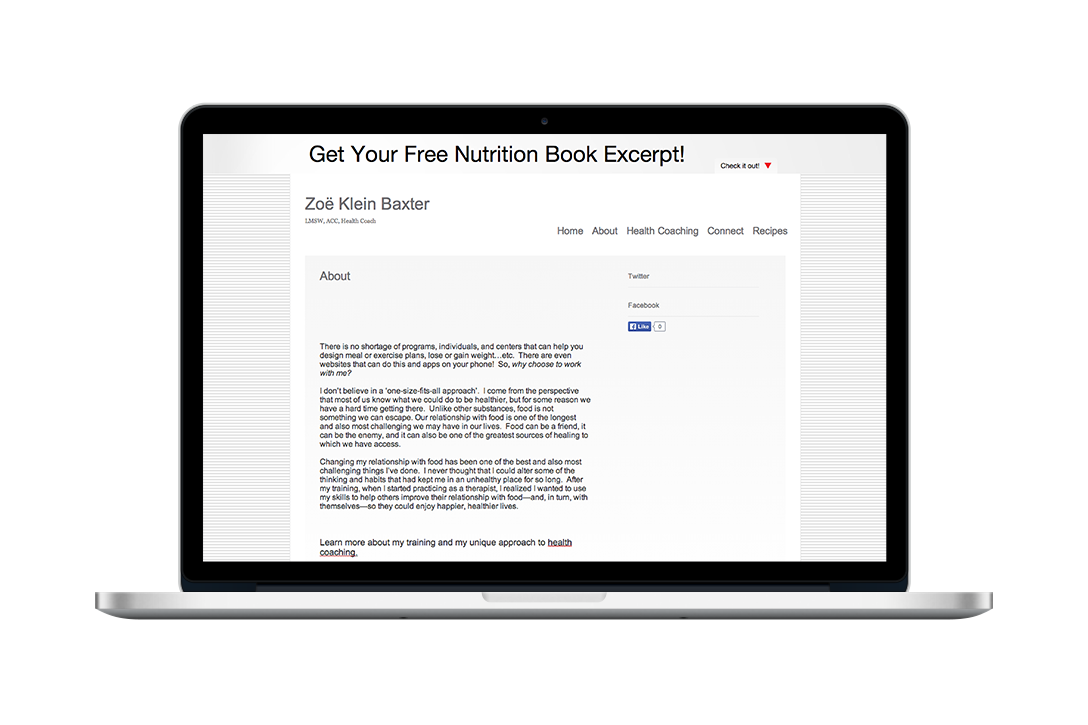 Get Your Free Nutrition Book Excerpt!
Check it out!
Zoë Klein Baxter
LMSW, ACC, Health Coach
Home About Health Coaching Connect Recipes
About
Twitter
Facebook
Like 0
There is no shortage of programs, individuals, and centers that can help you
design meal or exercise plans, lose or gain weight…etc. There are even
websites that can do this and apps on your phone! So, why choose to work
with me?
I don't believe in a 'one-size-fits-all approach'. I come from the perspective
that most of us know what we could do to be healthier, but for some reason we
have a hard time getting there. Unlike other substances, food is not
something we can escape. Our relationship with food is one of the longest
and also most challenging we may have in our lives. Food can be a friend, it
can be the enemy, and it can also be one of the greatest sources of healing to
which we have access.
Changing my relationship with food has been one of the best and also most
challenging things I've done. I never thought that I could alter some of the
thinking and habits that had kept me in an unhealthy place for so long. After
my training, when I started practicing as a therapist, I realized I wanted to use
my skills to help others improve their relationship with food—and, in turn, with
themselves—so they could enjoy happier, healthier lives.
Learn more about my training and my unique approach to health
coaching.